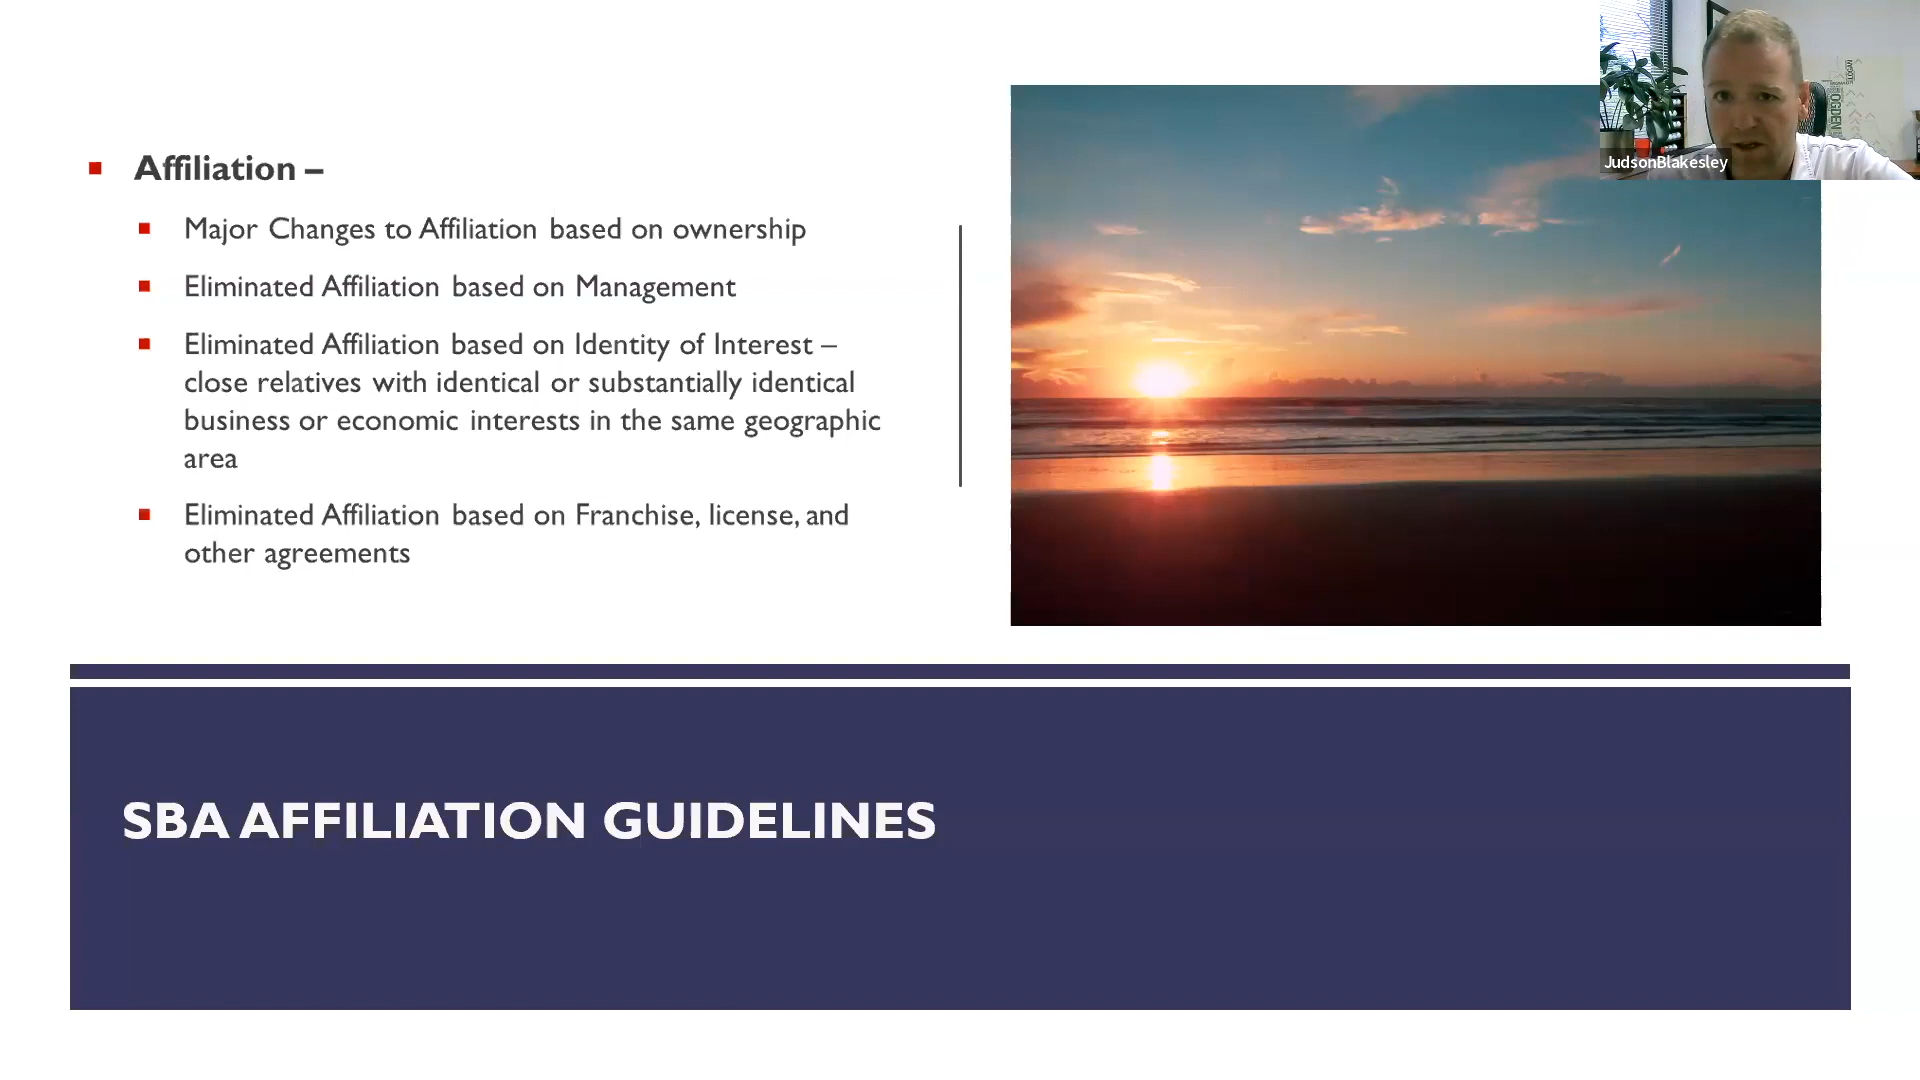 Affiliation –
Major Changes to Affiliation based on ownership
Eliminated Affiliation based on Management
Eliminated Affiliation based on Identity of Interest –
close relatives with identical or substantially identical
business or economic interests in the same geographic
area
Eliminated Affiliation based on Franchise, license, and
other agreements
SBA AFFILIATION GUIDELINES
JudsonBlakesley
OGDEN